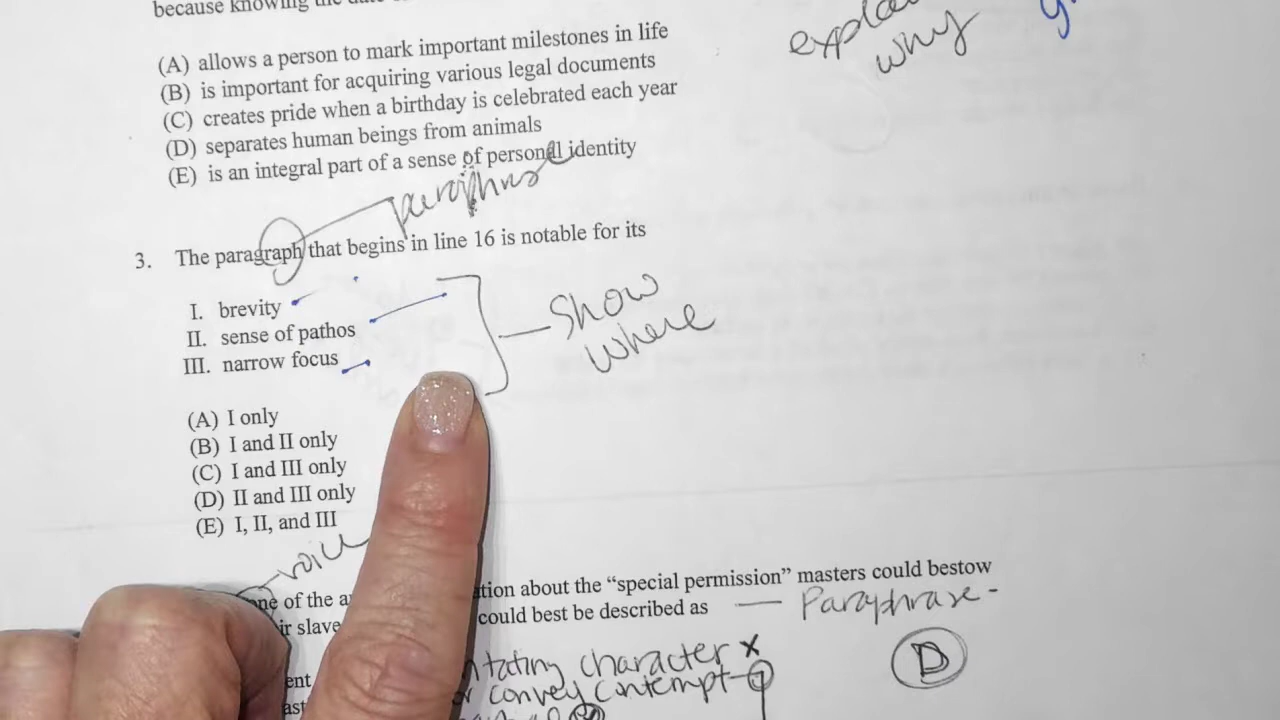 because knowing the
(A) allows a person to mark important milestones in life
(B) is important for acquiring various legal documents
(C) creates pride when a birthday is celebrated each year
(D) separates human beings from animals
(E) is an integral part of a sense of personal identity
explain
why
3. The paragraph that begins in line 16 is notable for its
I. brevity
II. sense of pathos
III. narrow focus
Show
where
(A) I only
(B) I and II only
(C) I and III only
(D) II and III only
(E) I, II, and III
voice
of the
about the “special permission” masters could bestow
could best be described as
Paraphrase -
character x
convey contempt
D